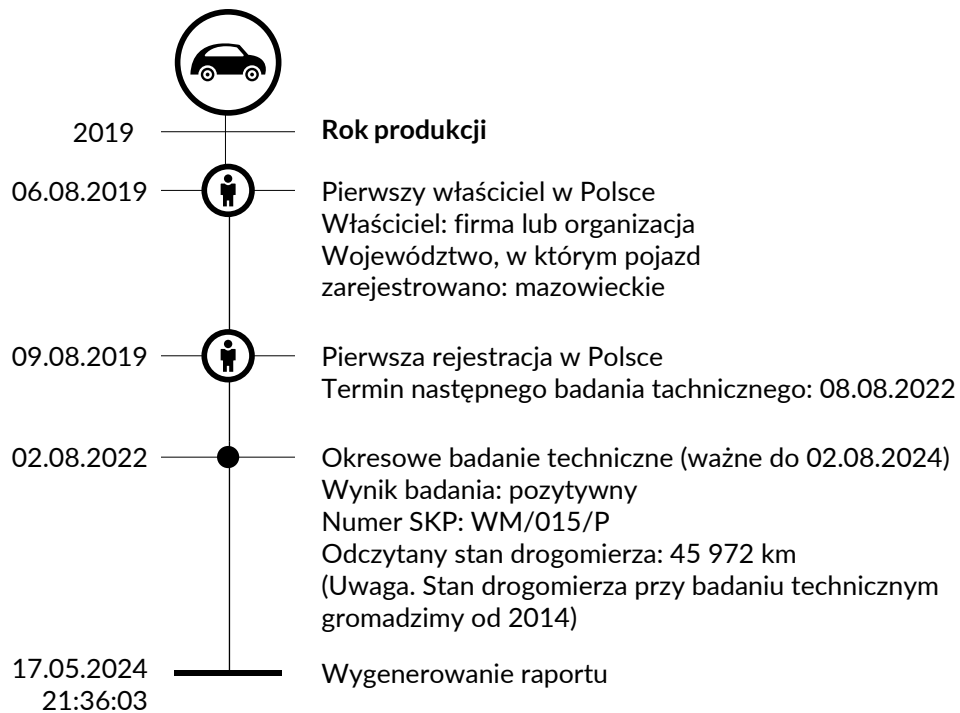 2019
Rok produkcji
06.08.2019
Pierwszy właściciel w Polsce
Właściciel: firma lub organizacja
Województwo, w którym pojazd
zarejestrowano: mazowieckie
09.08.2019
Pierwsza rejestracja w Polsce
Termin następnego badania tachnicznego: 08.08.2022
02.08.2022
Okresowe badanie techniczne (ważne do 02.08.2024)
Wynik badania: pozytywny
Numer SKP: WM/015/P
Odczytany stan drogomierza: 45 972 km
(Uwaga. Stan drogomierza przy badaniu technicznym
gromadzimy od 2014)
17.05.2024
21:36:03
Wygenerowanie raportu